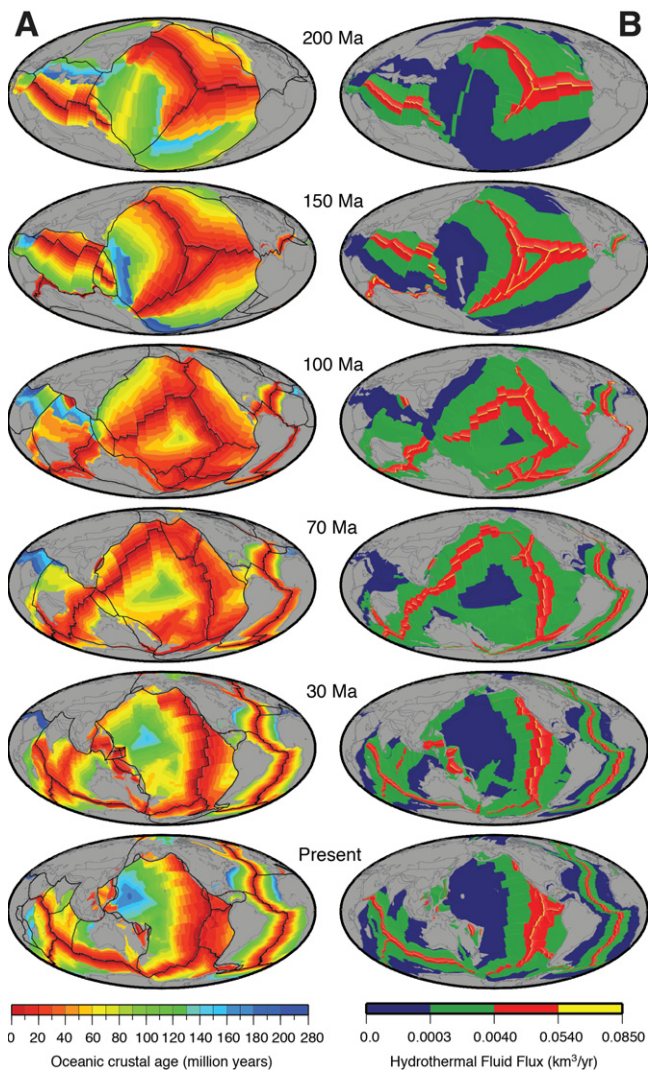 A
B
200 Ma
150 Ma
100 Ma
70 Ma
30 Ma
Present
0 20 40 60 80 100 120 140 160 180 200 280
Oceanic crustal age (million years)
0.0 0.0003 0.0040 0.0540 0.0850
Hydrothermal Fluid Flux (km³/yr)